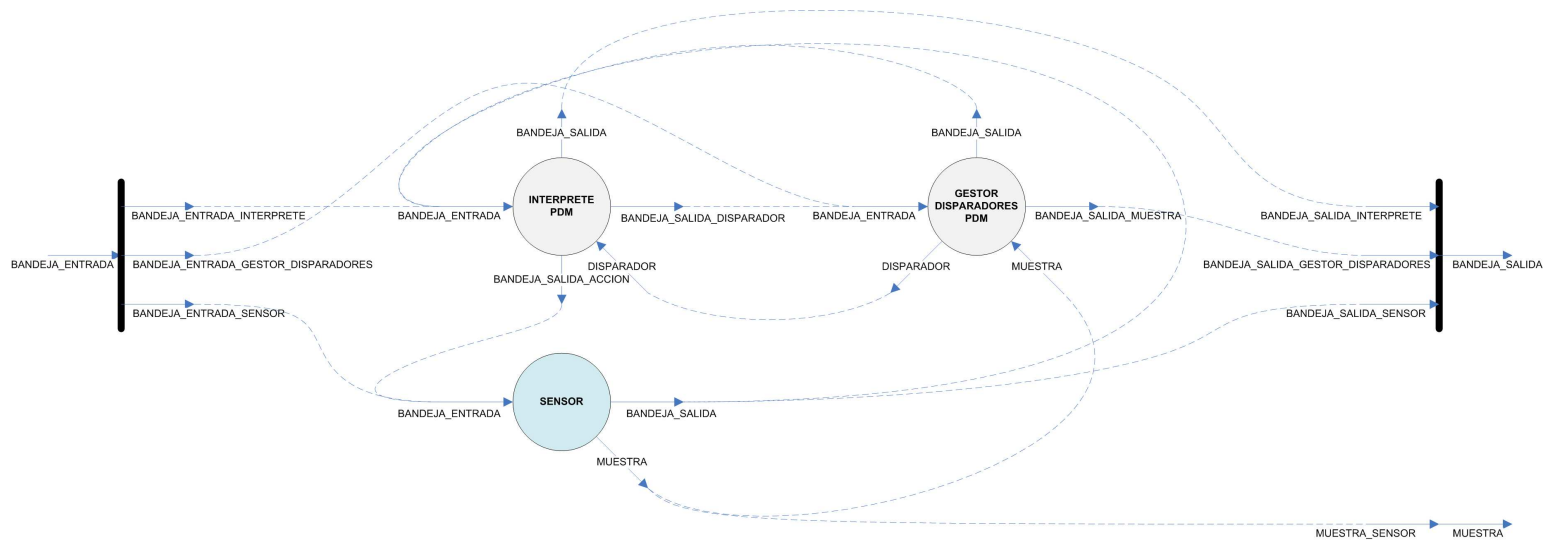 BANDEJA_SALIDA
BANDEJA_SALIDA
INTERPRETE
PDM
GESTOR
DISPARADORES
PDM
BANDEJA_ENTRADA_INTERPRETE
BANDEJA_ENTRADA
BANDEJA_SALIDA_DISPARADOR
BANDEJA_ENTRADA
BANDEJA_SALIDA_MUESTRA
BANDEJA_SALIDA_INTERPRETE
BANDEJA_ENTRADA
BANDEJA_ENTRADA_GESTOR_DISPARADORES
DISPARADOR
BANDEJA_SALIDA_ACCION
DISPARADOR
MUESTRA
BANDEJA_SALIDA_GESTOR_DISPARADORES
BANDEJA_SALIDA
BANDEJA_ENTRADA_SENSOR
BANDEJA_SALIDA_SENSOR
SENSOR
BANDEJA_ENTRADA
BANDEJA_SALIDA
MUESTRA
MUESTRA_SENSOR
MUESTRA